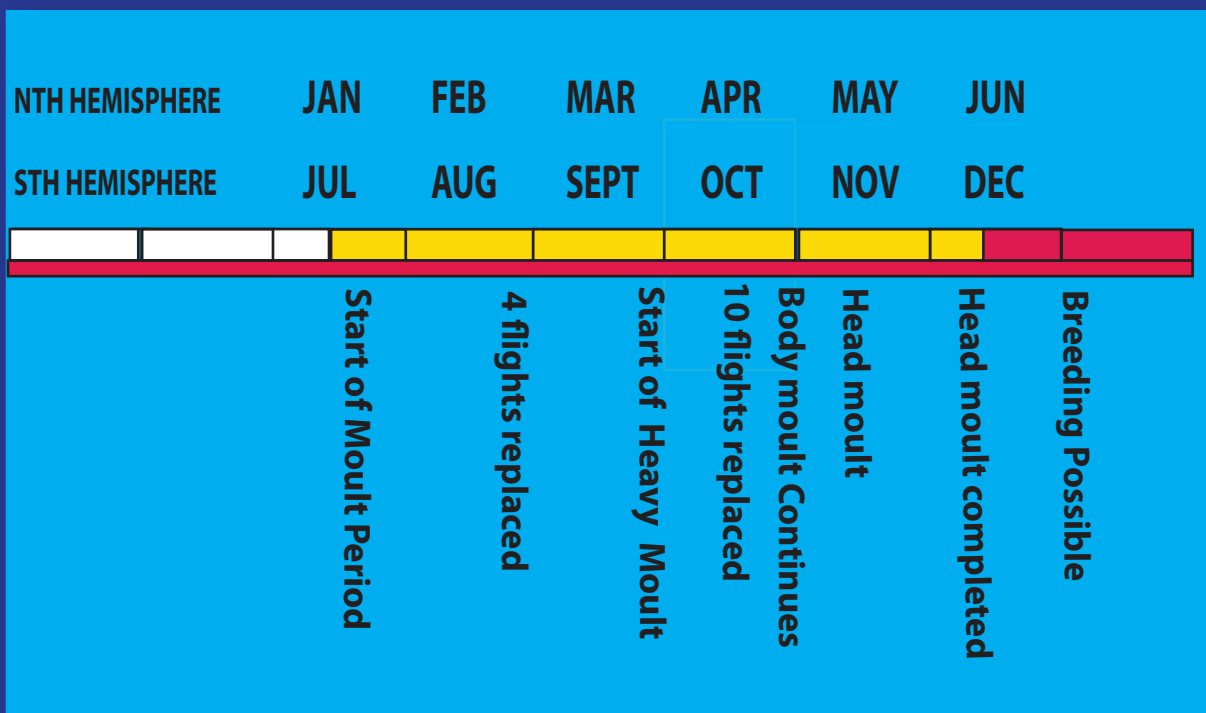 NTH HEMISPHERE JAN FEB MAR APR MAY JUN
STH HEMISPHERE JUL AUG SEPT OCT NOV DEC
Start of Moult Period
4 flights replaced
Start of Heavy Moult
10 flights replaced
Body moult Continues
Head moult
Head moult completed
Breeding Possible